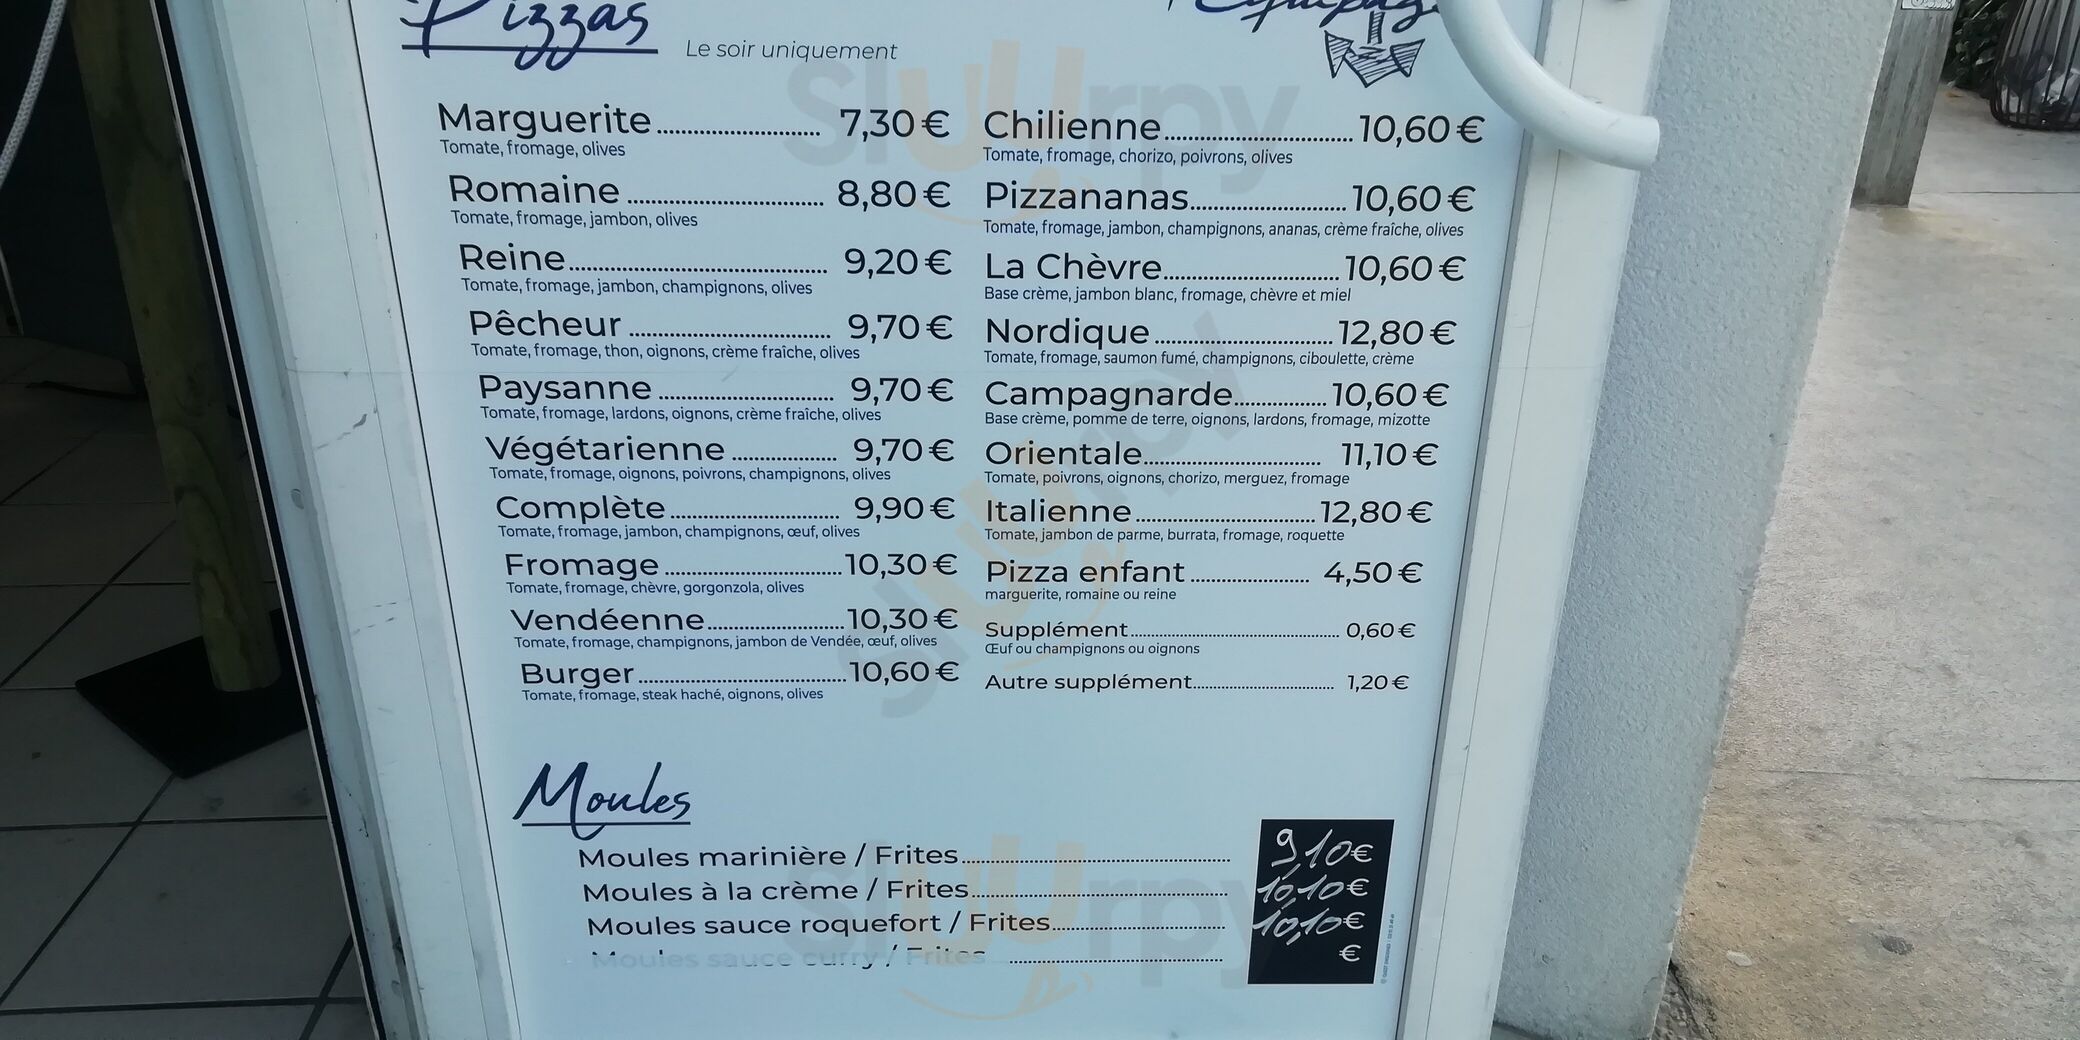 Pizzas
Le soir uniquement
Marguerite 7,30 €
Tomate, fromage, olives
Romaine 8,80 €
Tomate, fromage, jambon, olives
Reine 9,20 €
Tomate, fromage, jambon, champignons, olives
Pêcheur 9,70 €
Tomate, fromage, thon, oignons, crème fraîche, olives
Paysanne 9,70 €
Tomate, fromage, lardons, oignons, crème fraîche, olives
Végétarienne 9,70 €
Tomate, fromage, oignons, poivrons, champignons, olives
Complète 9,90 €
Tomate, fromage, jambon, champignons, œuf, olives
Fromage 10,30 €
Tomate, fromage, chèvre, gorgonzola, olives
Vendéenne 10,30 €
Tomate, fromage, champignons, jambon de Vendée, œuf, olives
Burger 10,60 €
Tomate, fromage, steak haché, oignons, olives
Chilienne 10,60 €
Tomate, fromage, chorizo, poivrons, olives
Pizzananas 10,60 €
Tomate, fromage, jambon, champignons, ananas, crème fraîche, olives
La Chèvre 10,60 €
Base crème, jambon blanc, fromage, chèvre et miel
Nordique 12,80 €
Tomate, fromage, saumon fumé, champignons, ciboulette, crème
Campagnarde 10,60 €
Base crème, pomme de terre, oignons, lardons, fromage, mizotte
Orientale 11,10 €
Tomate, poivrons, oignons, chorizo, merguez, fromage
Italienne 12,80 €
Tomate, jambon de parme, burrata, fromage, roquette
Pizza enfant 4,50 €
marguerite, romaine ou reine
Supplément 0,60 €
Œuf ou champignons ou oignons
Autre supplément 1,20 €
Moules
Moules marinière / Frites 9,10 €
Moules à la crème / Frites 10,10 €
Moules sauce roquefort / Frites 10,10 €
Moules sauce curry / Frites €
sluurpy
sluurpy
sluurpy